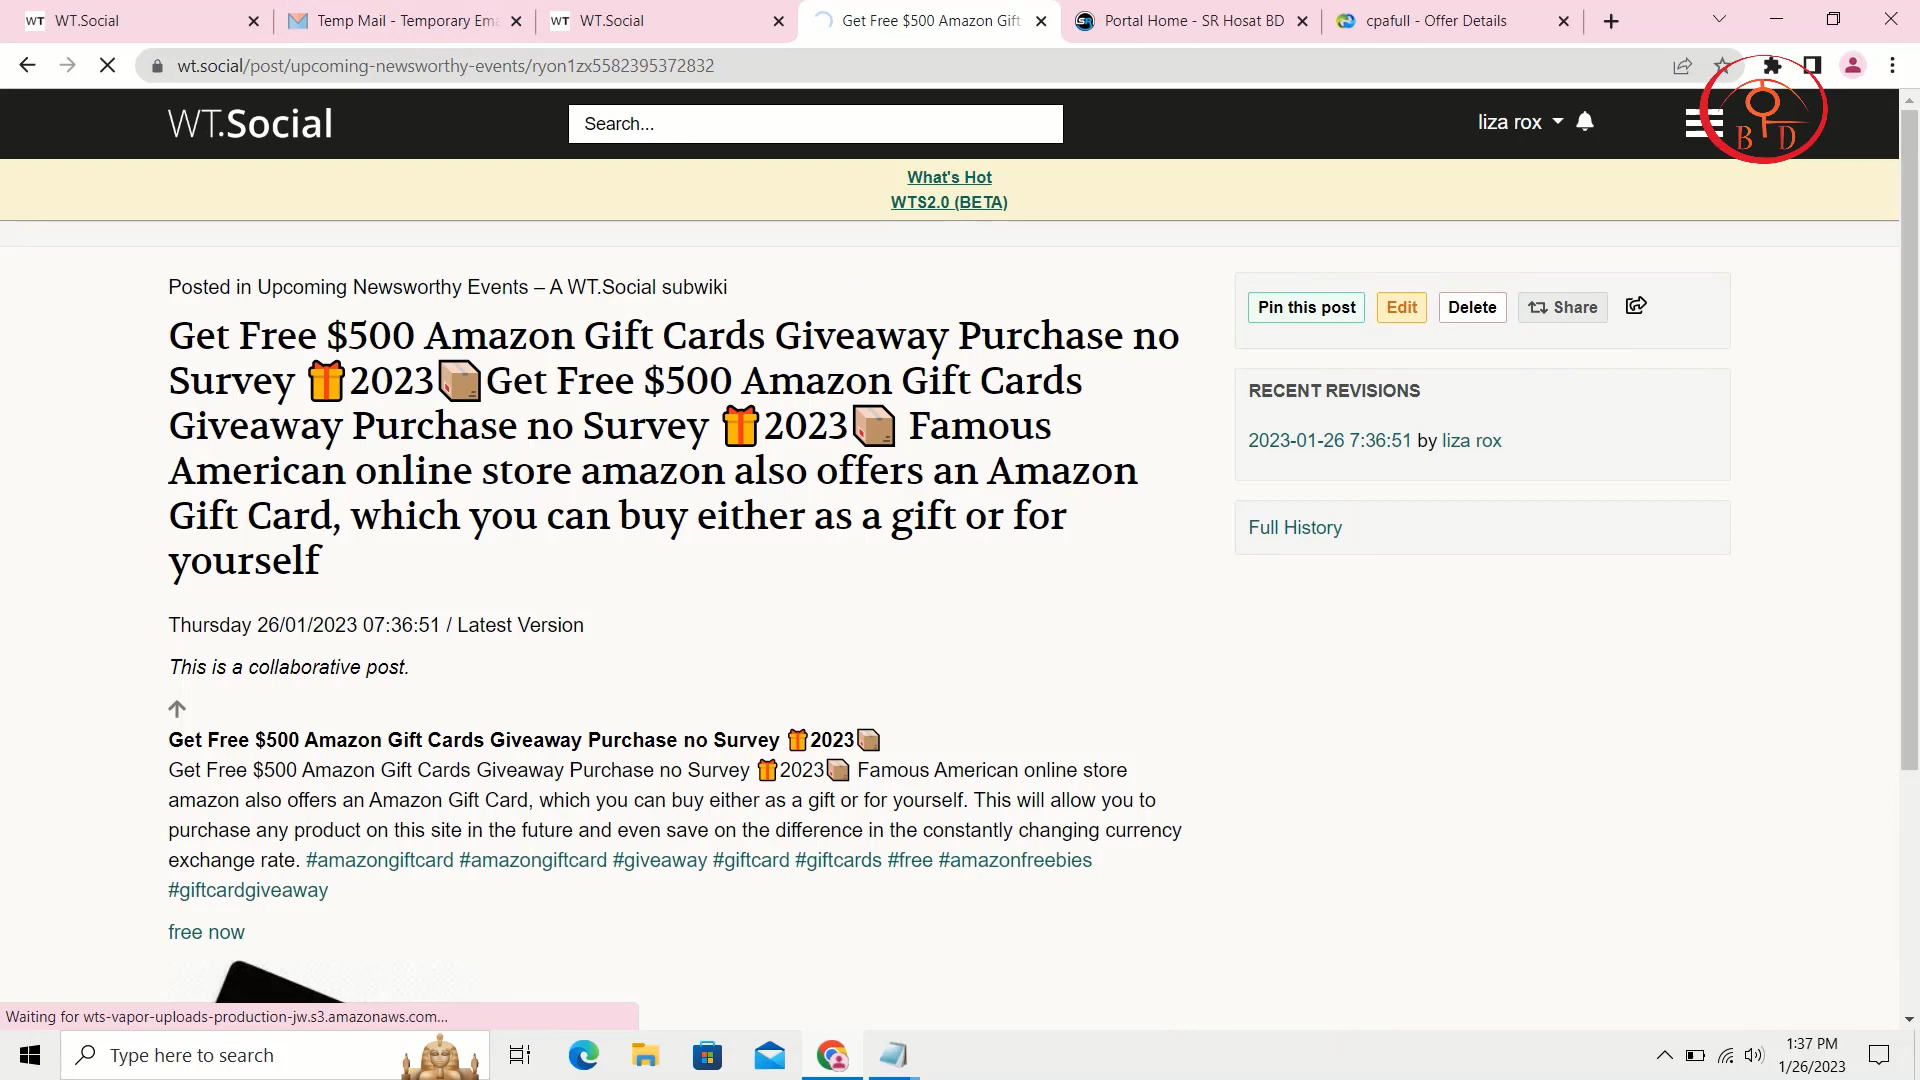 WT WT.Social
Temp Mail - Temporary Ema
WT WT.Social
Get Free $500 Amazon Gift
SR Portal Home - SR Hosat BD
cpafull - Offer Details
wt.social/post/upcoming-newsworthy-events/ryon1zx5582395372832
WT.Social
Search...
liza rox
B D
What's Hot
WTS2.0 (BETA)
Posted in Upcoming Newsworthy Events – A WT.Social subwiki
Get Free $500 Amazon Gift Cards Giveaway Purchase no
Survey 🎁2023📦Get Free $500 Amazon Gift Cards
Giveaway Purchase no Survey 🎁2023📦 Famous
American online store amazon also offers an Amazon
Gift Card, which you can buy either as a gift or for
yourself
Thursday 26/01/2023 07:36:51 / Latest Version
This is a collaborative post.
Get Free $500 Amazon Gift Cards Giveaway Purchase no Survey 🎁2023📦
Get Free $500 Amazon Gift Cards Giveaway Purchase no Survey 🎁2023📦 Famous American online store
amazon also offers an Amazon Gift Card, which you can buy either as a gift or for yourself. This will allow you to
purchase any product on this site in the future and even save on the difference in the constantly changing currency
exchange rate. #amazongiftcard #amazongiftcard #giveaway #giftcard #giftcards #free #amazonfreebies
#giftcardgiveaway
free now
Pin this post
Edit
Delete
Share
RECENT REVISIONS
2023-01-26 7:36:51 by liza rox
Full History
Waiting for wts-vapor-uploads-production-jw.s3.amazonaws.com...
Type here to search
1:37 PM
1/26/2023